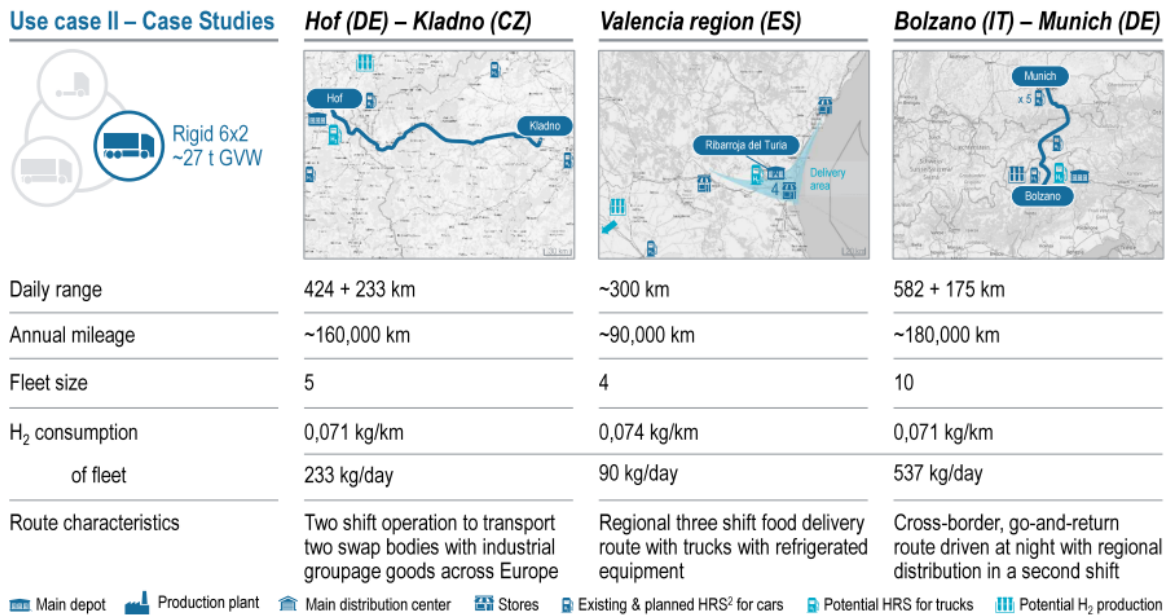 Use case II – Case Studies
Hof (DE) – Kladno (CZ)
Valencia region (ES)
Bolzano (IT) – Munich (DE)
Rigid 6x2
~27 t GVW
Hof
Kladno
Ribarroja del Turia
Delivery
area
4
Munich
x 5
Bolzano
Daily range
424 + 233 km
~300 km
582 + 175 km
Annual mileage
~160,000 km
~90,000 km
~180,000 km
Fleet size
5
4
10
H₂ consumption
0,071 kg/km
0,074 kg/km
0,071 kg/km
of fleet
233 kg/day
90 kg/day
537 kg/day
Route characteristics
Two shift operation to transport
two swap bodies with industrial
groupage goods across Europe
Regional three shift food delivery
route with trucks with refrigerated
equipment
Cross-border, go-and-return
route driven at night with regional
distribution in a second shift
Main depot
Production plant
Main distribution center
Stores
Existing & planned HRS² for cars
Potential HRS for trucks
Potential H₂ production